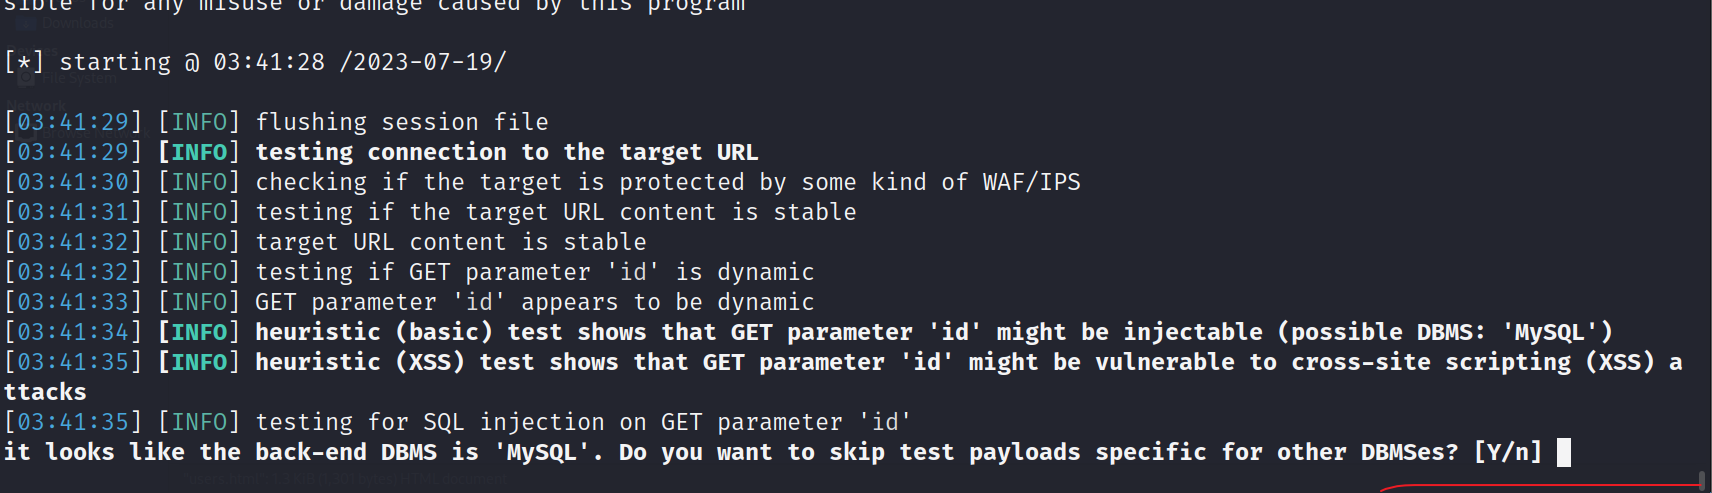 sible for any misuse or damage caused by this program
Downloads
[*] starting @ 03:41:28 /2023-07-19/
File System
Network
[03:41:29] [INFO] flushing session file
[03:41:29] [INFO] testing connection to the target URL
[03:41:30] [INFO] checking if the target is protected by some kind of WAF/IPS
[03:41:31] [INFO] testing if the target URL content is stable
[03:41:32] [INFO] target URL content is stable
[03:41:32] [INFO] testing if GET parameter 'id' is dynamic
[03:41:33] [INFO] GET parameter 'id' appears to be dynamic
[03:41:34] [INFO] heuristic (basic) test shows that GET parameter 'id' might be injectable (possible DBMS: 'MySQL')
[03:41:35] [INFO] heuristic (XSS) test shows that GET parameter 'id' might be vulnerable to cross-site scripting (XSS) a
ttacks
[03:41:35] [INFO] testing for SQL injection on GET parameter 'id'
it looks like the back-end DBMS is 'MySQL'. Do you want to skip test payloads specific for other DBMSes? [Y/n]